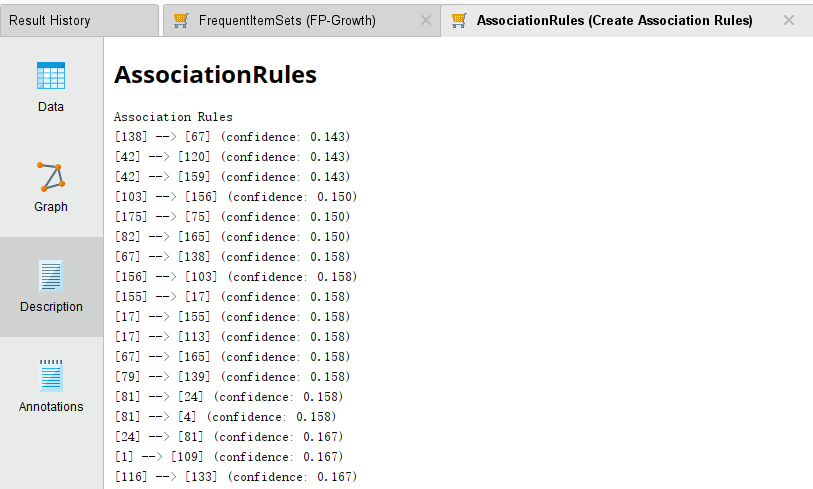 Result History
FrequentItemSets (FP-Growth)
AssociationRules (Create Association Rules)
Data
Graph
Description
Annotations
AssociationRules
Association Rules
[138] --> [67] (confidence: 0.143)
[42] --> [120] (confidence: 0.143)
[42] --> [159] (confidence: 0.143)
[103] --> [156] (confidence: 0.150)
[175] --> [75] (confidence: 0.150)
[82] --> [165] (confidence: 0.150)
[67] --> [138] (confidence: 0.158)
[156] --> [103] (confidence: 0.158)
[155] --> [17] (confidence: 0.158)
[17] --> [155] (confidence: 0.158)
[17] --> [113] (confidence: 0.158)
[67] --> [165] (confidence: 0.158)
[79] --> [139] (confidence: 0.158)
[81] --> [24] (confidence: 0.158)
[81] --> [4] (confidence: 0.158)
[24] --> [81] (confidence: 0.167)
[1] --> [109] (confidence: 0.167)
[116] --> [133] (confidence: 0.167)